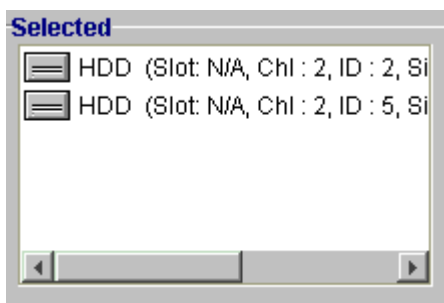 Selected
HDD (Slot: N/A, Chl : 2, ID : 2, Si
HDD (Slot: N/A, Chl : 2, ID : 5, Si